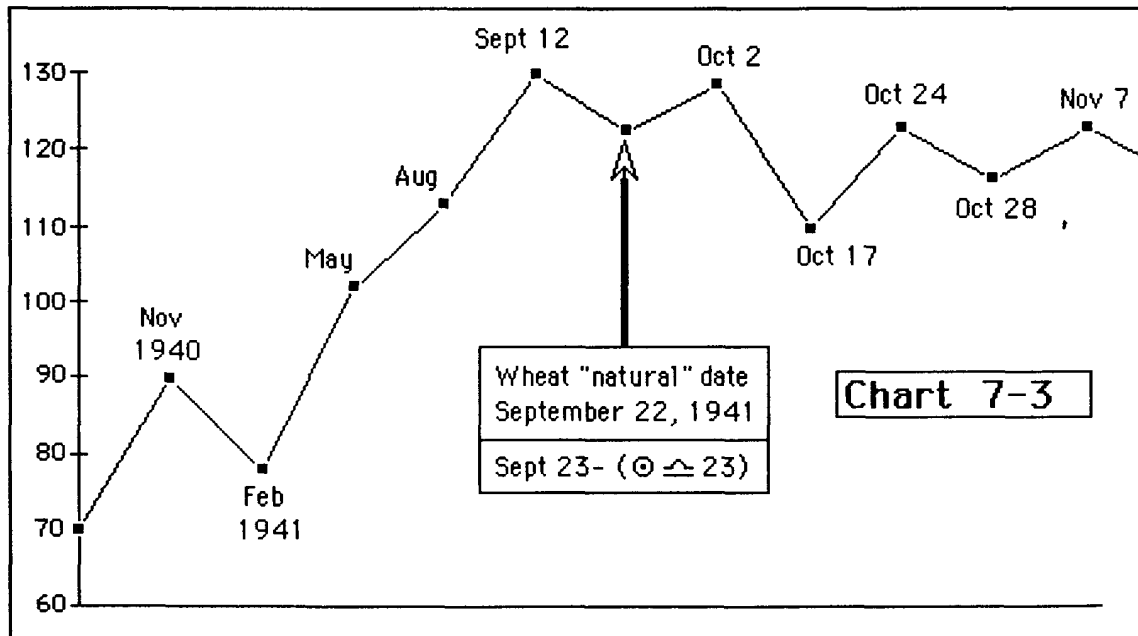 Sept 12
Oct 2
Oct 24
Nov 7
130
120
Aug
110
Oct 28
Oct 17
May
100
Nov
1940
90
Wheat "natural" date
September 22, 1941
Chart 7-3
80
Sept 23- (☉ ♎ 23)
Feb
1941
70
60